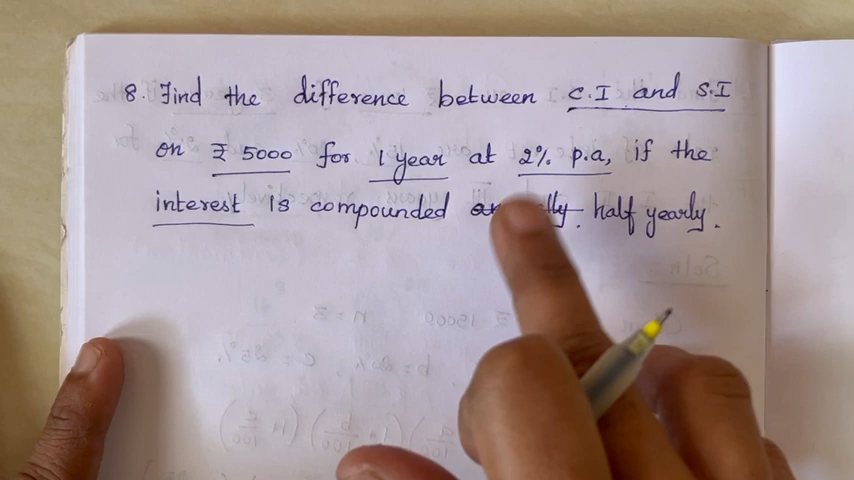 8. Find the difference between C.I and S.I
on ₹ 5000 for 1 year at 2% p.a, if the
interest is compounded half yearly.